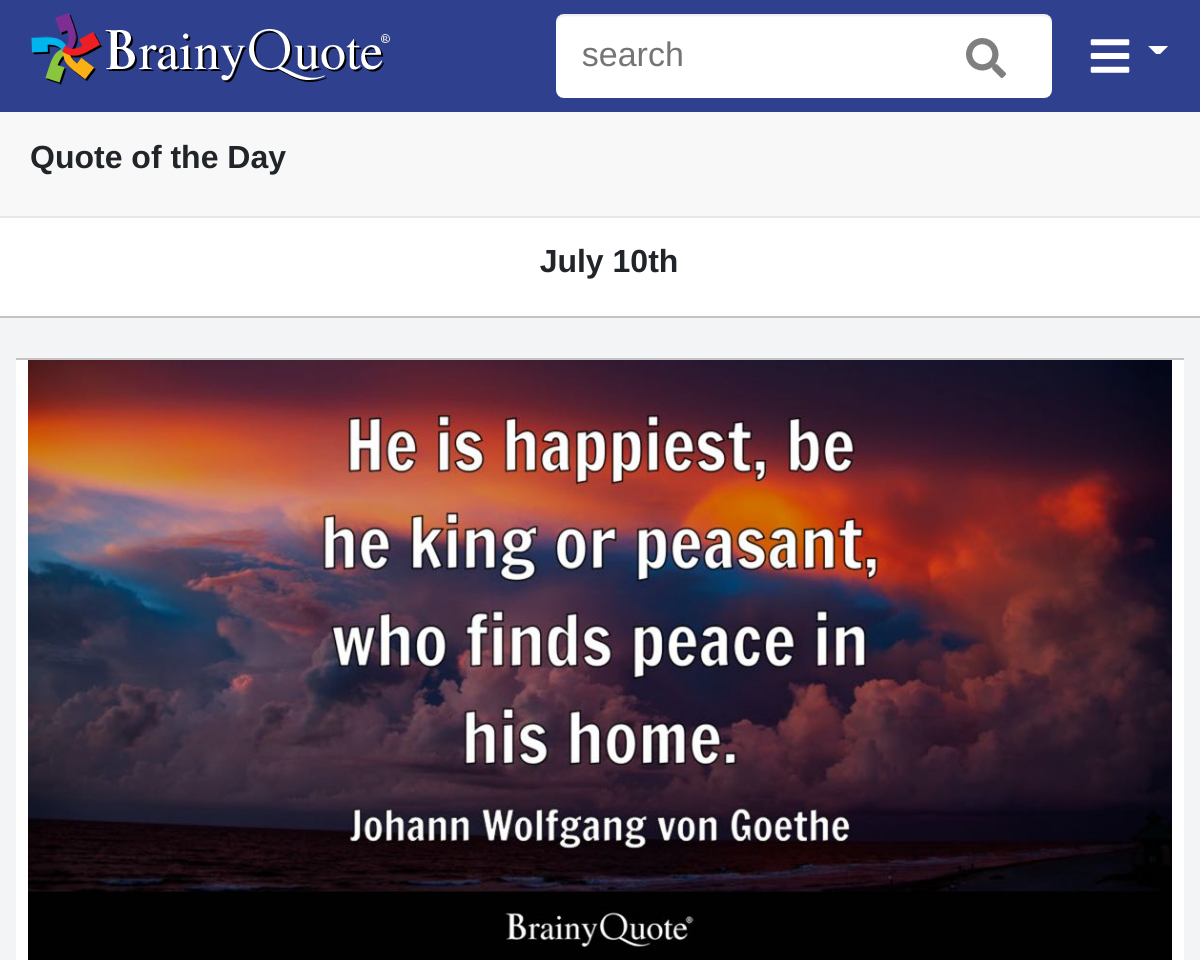 BrainyQuote®
search
Quote of the Day
July 10th
He is happiest, be
he king or peasant,
who finds peace in
his home.
Johann Wolfgang von Goethe
BrainyQuote®